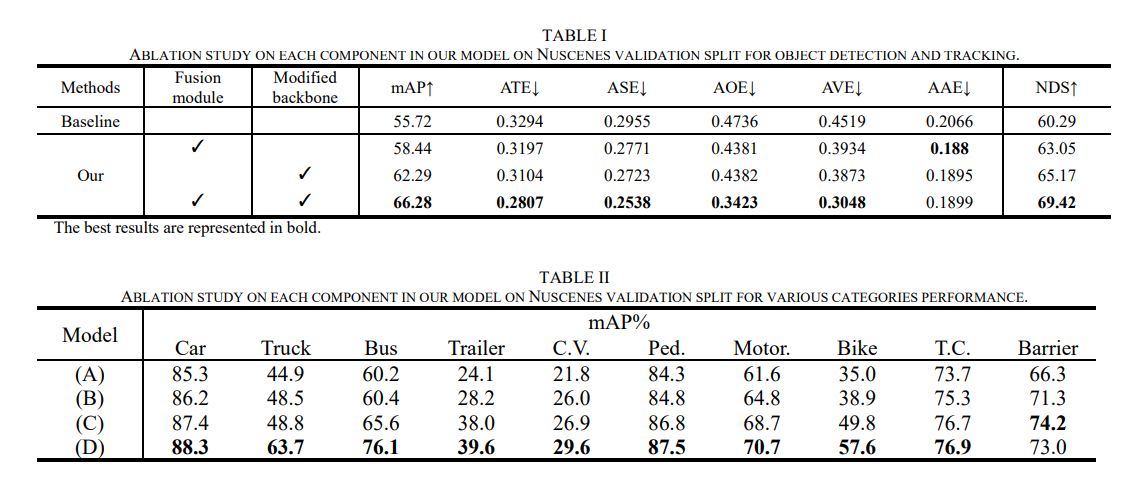 TABLE I
ABLATION STUDY ON EACH COMPONENT IN OUR MODEL ON NUSCENES VALIDATION SPLIT FOR OBJECT DETECTION AND TRACKING.
Methods Fusion module Modified backbone mAP↑ ATE↓ ASE↓ AOE↓ AVE↓ AAE↓ NDS↑
Baseline 55.72 0.3294 0.2955 0.4736 0.4519 0.2066 60.29
✓ 58.44 0.3197 0.2771 0.4381 0.3934 0.188 63.05
Our ✓ 62.29 0.3104 0.2723 0.4382 0.3873 0.1895 65.17
✓ ✓ 66.28 0.2807 0.2538 0.3423 0.3048 0.1899 69.42
The best results are represented in bold.
TABLE II
ABLATION STUDY ON EACH COMPONENT IN OUR MODEL ON NUSCENES VALIDATION SPLIT FOR VARIOUS CATEGORIES PERFORMANCE.
Model mAP%
Car Truck Bus Trailer C.V. Ped. Motor. Bike T.C. Barrier
(A) 85.3 44.9 60.2 24.1 21.8 84.3 61.6 35.0 73.7 66.3
(B) 86.2 48.5 60.4 28.2 26.0 84.8 64.8 38.9 75.3 71.3
(C) 87.4 48.8 65.6 38.0 26.9 86.8 68.7 49.8 76.7 74.2
(D) 88.3 63.7 76.1 39.6 29.6 87.5 70.7 57.6 76.9 73.0